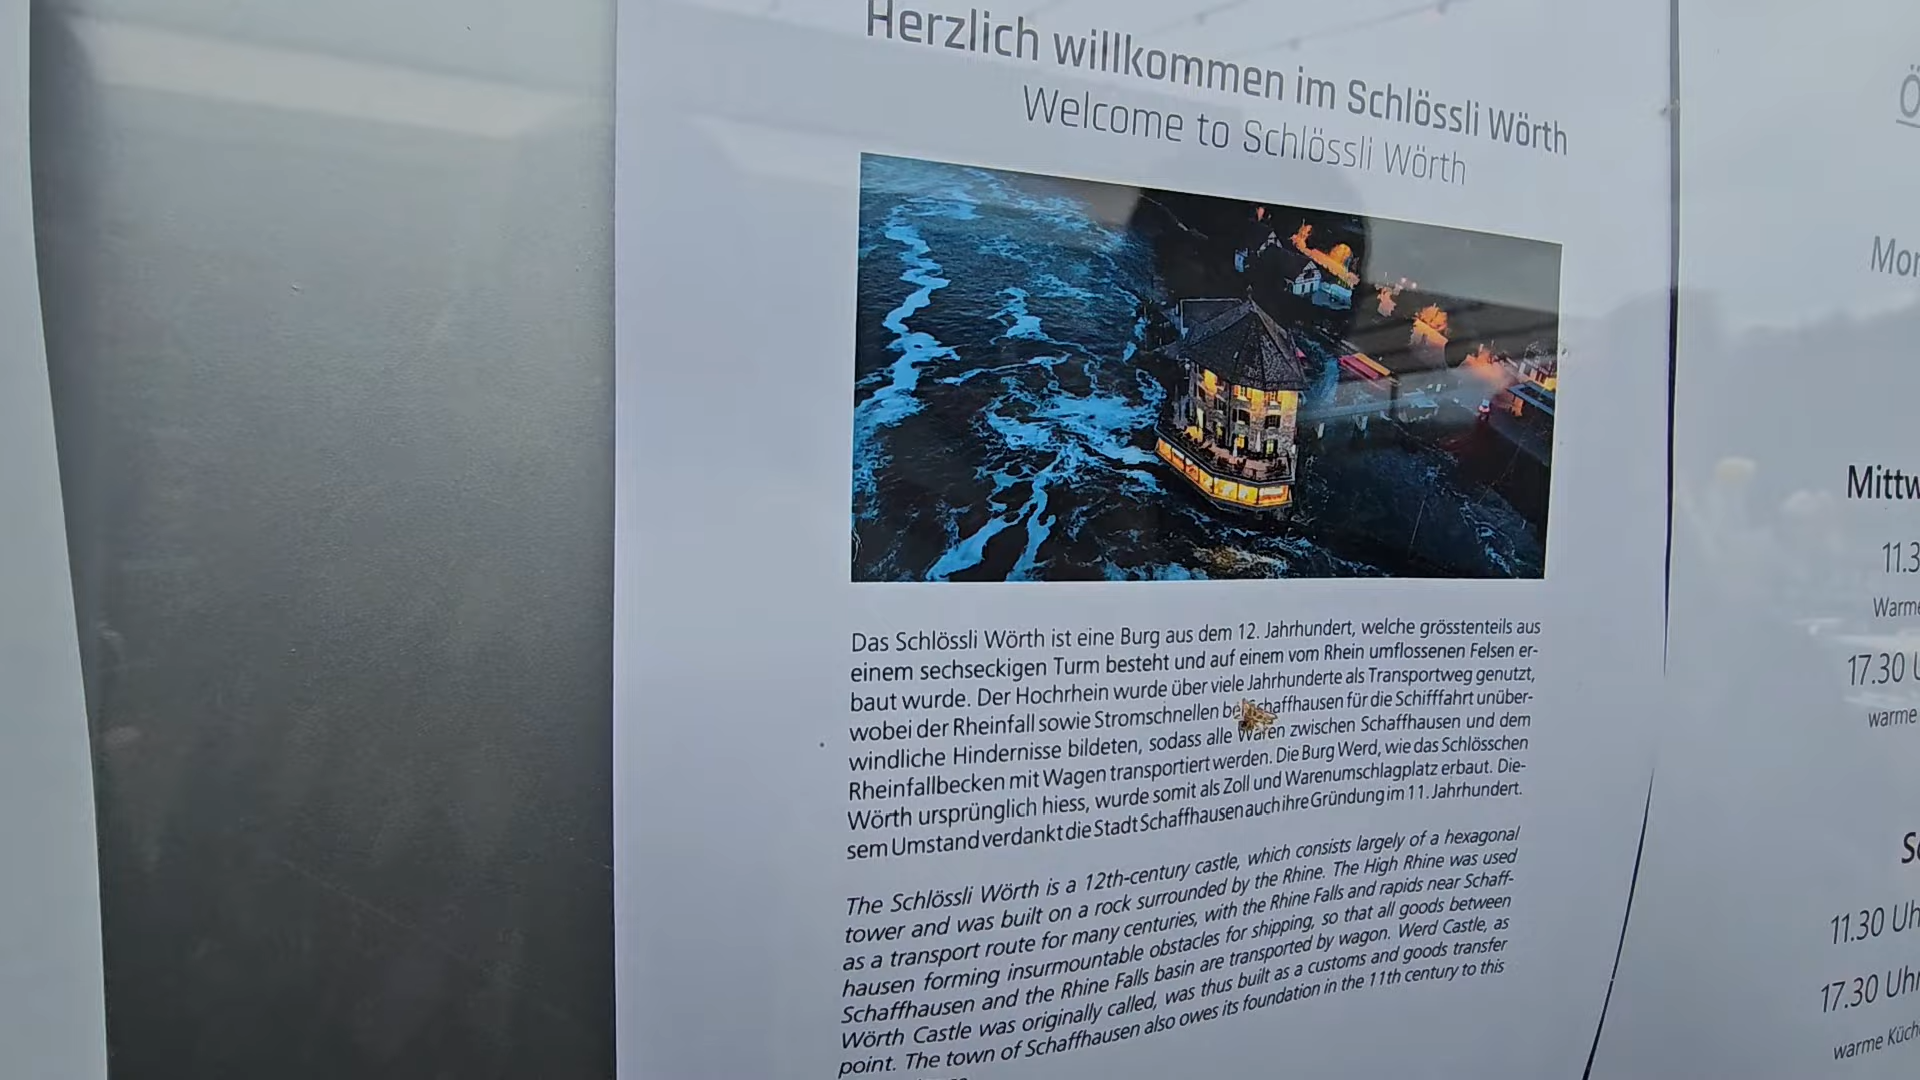 Herzlich willkommen im Schlössli Wörth
Welcome to Schlössli Wörth
Das Schlössli Wörth ist eine Burg aus dem 12. Jahrhundert, welche grösstenteils aus
einem sechseckigen Turm besteht und auf einem vom Rhein umflossenen Felsen er-
baut wurde. Der Hochrhein wurde über viele Jahrhunderte als Transportweg genutzt,
wobei der Rheinfall sowie Stromschnellen bei Schaffhausen für die Schifffahrt unüber-
windliche Hindernisse bildeten, sodass alle Waren zwischen Schaffhausen und dem
Rheinfallbecken mit Wagen transportiert werden. Die Burg Werd, wie das Schlösschen
Wörth ursprünglich hiess, wurde somit als Zoll und Warenumschlagplatz erbaut. Die-
sem Umstand verdankt die Stadt Schaffhausen auch ihre Gründung im 11. Jahrhundert.
The Schlössli Wörth is a 12th-century castle, which consists largely of a hexagonal
tower and was built on a rock surrounded by the Rhine. The High Rhine was used
as a transport route for many centuries, with the Rhine Falls and rapids near Schaff-
hausen forming insurmountable obstacles for shipping, so that all goods between
Schaffhausen and the Rhine Falls basin are transported by wagon. Werd Castle, as
Wörth Castle was originally called, was thus built as a customs and goods transfer
point. The town of Schaffhausen also owes its foundation in the 11th century to this
Ö
Mon
Mittw
11.3
Warme
17.30 U
warme
So
11.30 Uh
17.30 Uhr
warme Küch